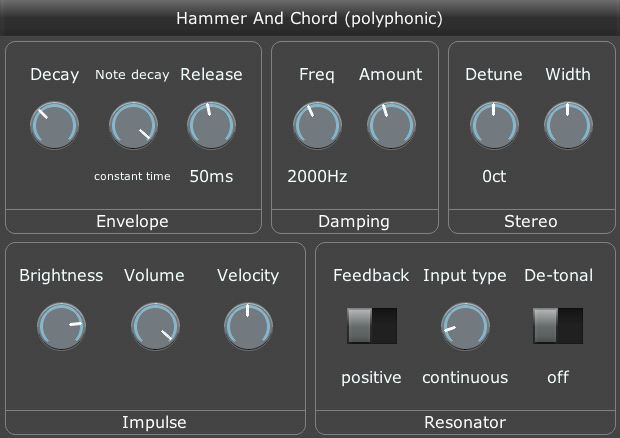 Hammer And Chord (polyphonic)
Decay Note decay Release
constant time 50ms
Envelope
Freq Amount
2000Hz
Damping
Detune Width
0ct
Stereo
Brightness Volume Velocity
Impulse
Feedback Input type De-tonal
positive continuous off
Resonator